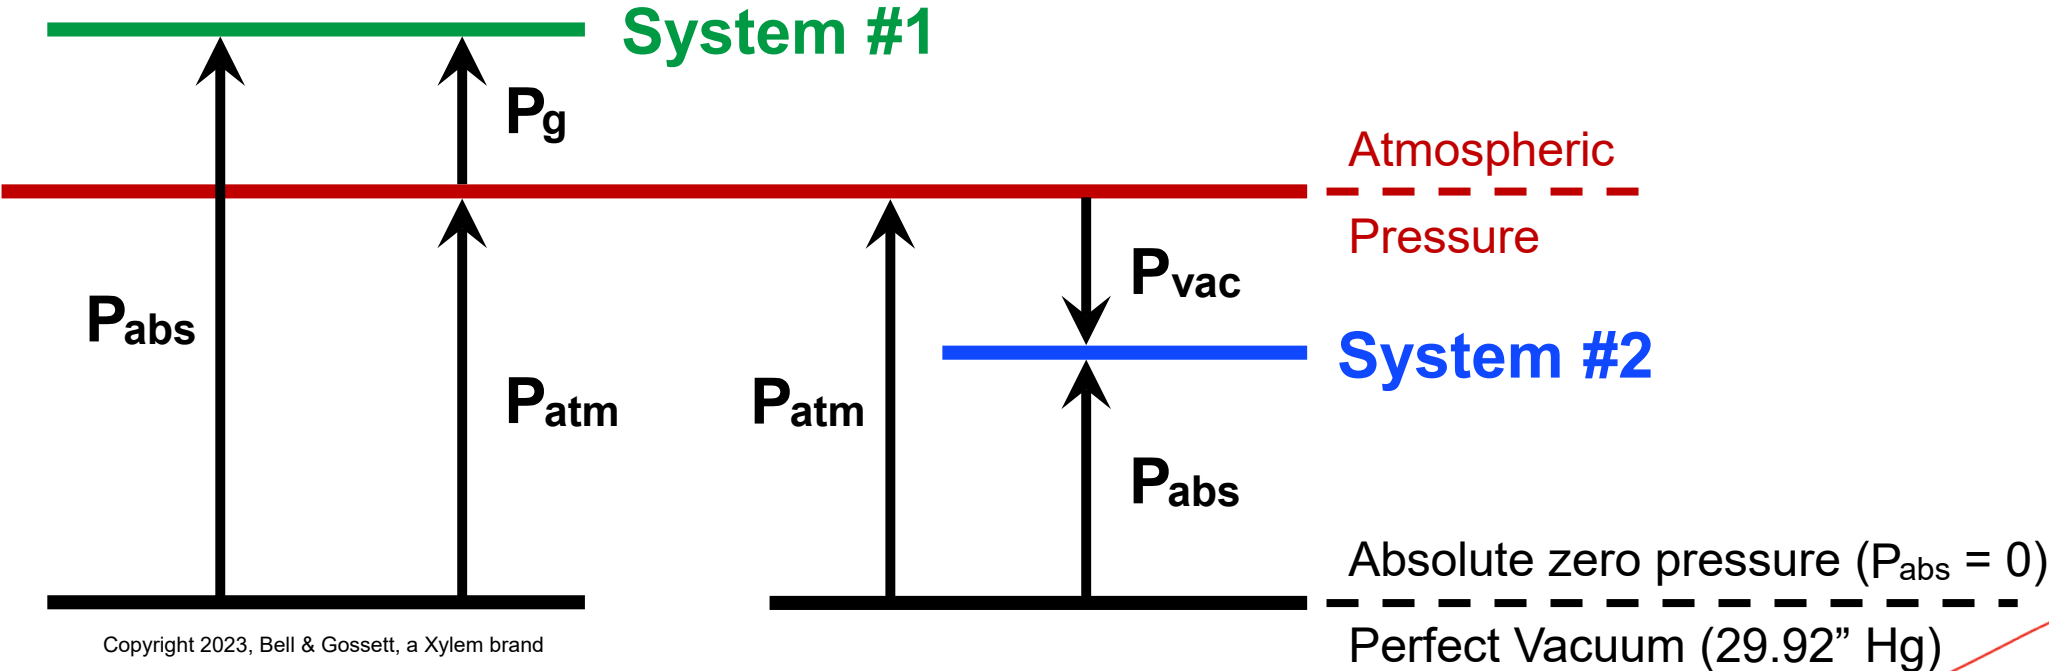 System #1
Pg
Atmospheric
Pressure
Pvac
Pabs
System #2
Patm
Patm
Pabs
Absolute zero pressure (Pabs = 0)
Perfect Vacuum (29.92” Hg)
Copyright 2023, Bell & Gossett, a Xylem brand